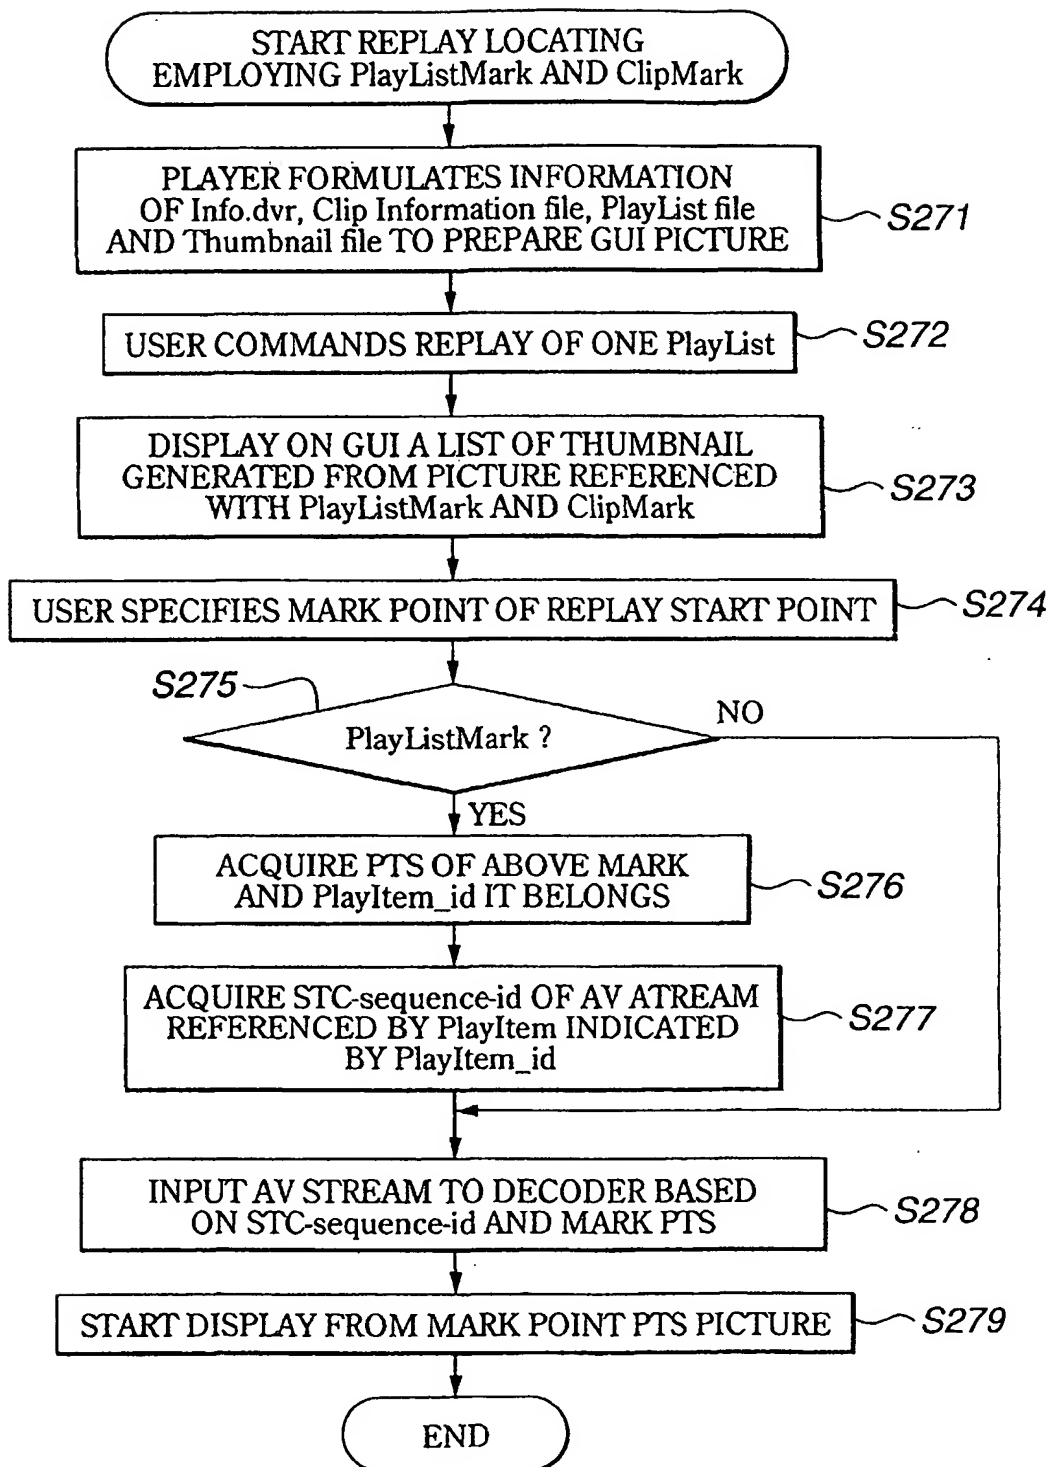 START REPLAY LOCATING
EMPLOYING PlayListMark AND ClipMark
PLAYER FORMULATES INFORMATION
OF Info.dvr, Clip Information file, PlayList file
AND Thumbnail file TO PREPARE GUI PICTURE
S271
USER COMMANDS REPLAY OF ONE PlayList
S272
DISPLAY ON GUI A LIST OF THUMBNAIL
GENERATED FROM PICTURE REFERENCED
WITH PlayListMark AND ClipMark
S273
USER SPECIFIES MARK POINT OF REPLAY START POINT
S274
S275
PlayListMark ?
NO
YES
ACQUIRE PTS OF ABOVE MARK
AND PlayItem_id IT BELONGS
S276
ACQUIRE STC-sequence-id OF AV ATREAM
REFERENCED BY PlayItem INDICATED
BY PlayItem_id
S277
INPUT AV STREAM TO DECODER BASED
ON STC-sequence-id AND MARK PTS
S278
START DISPLAY FROM MARK POINT PTS PICTURE
S279
END